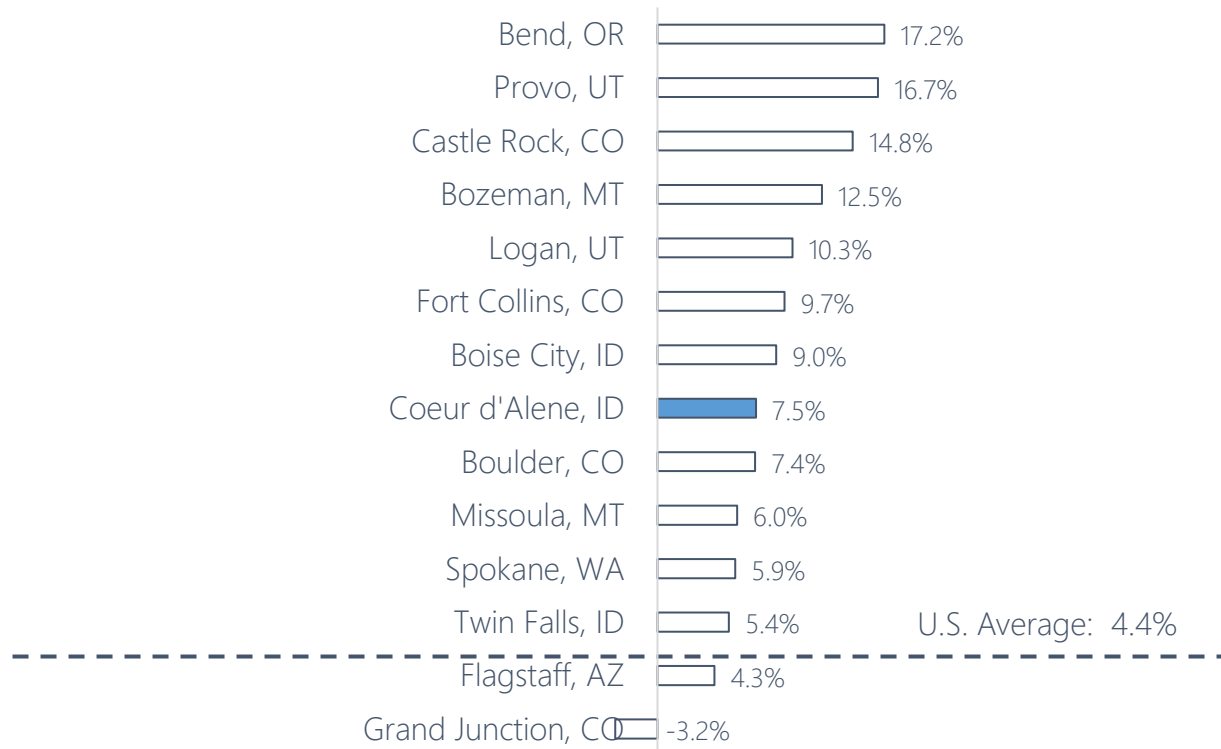 Bend, OR 17.2%
Provo, UT 16.7%
Castle Rock, CO 14.8%
Bozeman, MT 12.5%
Logan, UT 10.3%
Fort Collins, CO 9.7%
Boise City, ID 9.0%
Coeur d'Alene, ID 7.5%
Boulder, CO 7.4%
Missoula, MT 6.0%
Spokane, WA 5.9%
Twin Falls, ID 5.4% U.S. Average: 4.4%
Flagstaff, AZ 4.3%
Grand Junction, CO -3.2%